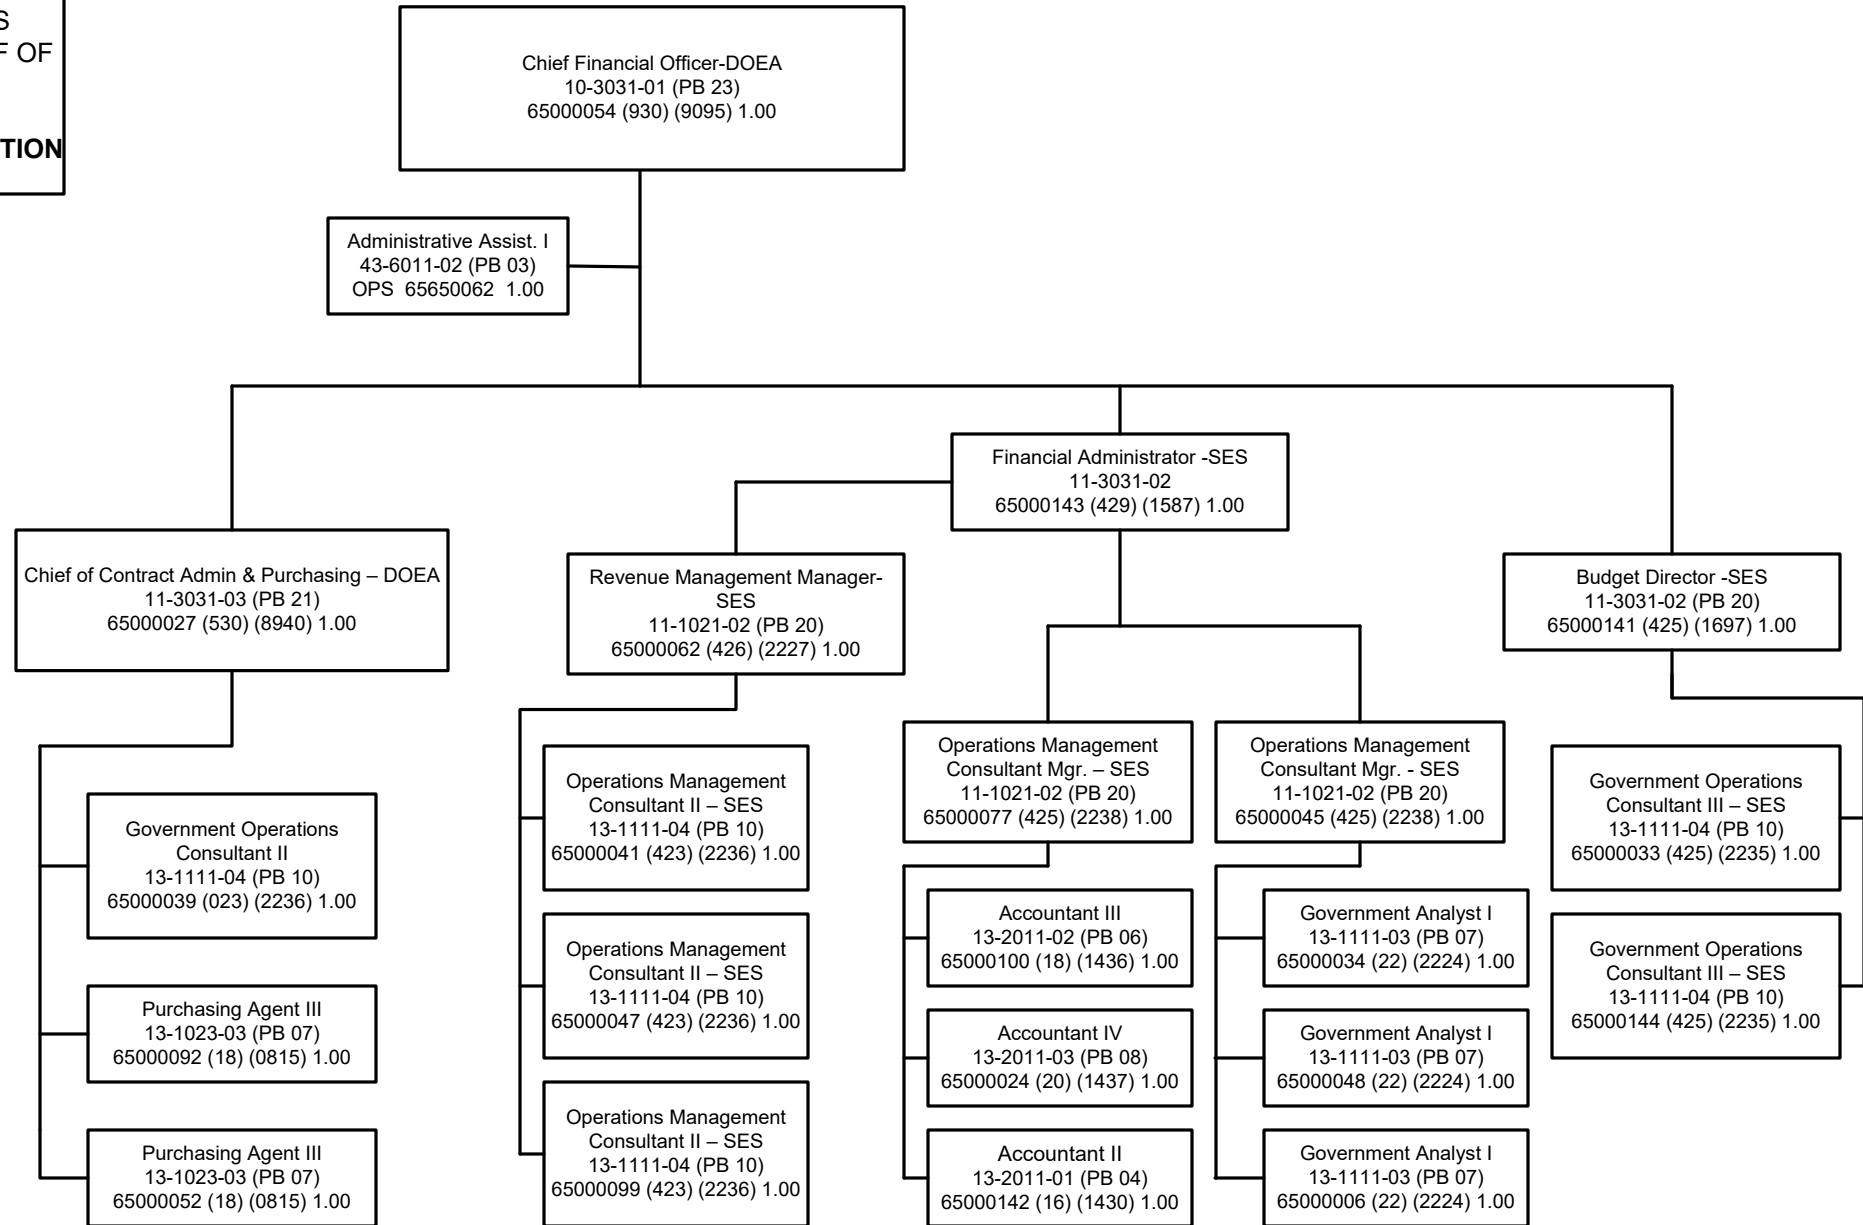 S
F OF
TION
Chief Financial Officer-DOEA
10-3031-01 (PB 23)
65000054 (930) (9095) 1.00
Administrative Assist. I
43-6011-02 (PB 03)
OPS  65650062  1.00
Financial Administrator -SES
11-3031-02
65000143 (429) (1587) 1.00
Chief of Contract Admin & Purchasing – DOEA
11-3031-03 (PB 21)
65000027 (530) (8940) 1.00
Revenue Management Manager-
SES
11-1021-02 (PB 20)
65000062 (426) (2227) 1.00
Budget Director -SES
11-3031-02 (PB 20)
65000141 (425) (1697) 1.00
Operations Management
Consultant Mgr. – SES
11-1021-02 (PB 20)
65000077 (425) (2238) 1.00
Operations Management
Consultant Mgr. - SES
11-1021-02 (PB 20)
65000045 (425) (2238) 1.00
Government Operations
Consultant II
13-1111-04 (PB 10)
65000039 (023) (2236) 1.00
Purchasing Agent III
13-1023-03 (PB 07)
65000092 (18) (0815) 1.00
Purchasing Agent III
13-1023-03 (PB 07)
65000052 (18) (0815) 1.00
Operations Management
Consultant II – SES
13-1111-04 (PB 10)
65000041 (423) (2236) 1.00
Operations Management
Consultant II – SES
13-1111-04 (PB 10)
65000047 (423) (2236) 1.00
Operations Management
Consultant II – SES
13-1111-04 (PB 10)
65000099 (423) (2236) 1.00
Accountant III
13-2011-02 (PB 06)
65000100 (18) (1436) 1.00
Accountant IV
13-2011-03 (PB 08)
65000024 (20) (1437) 1.00
Accountant II
13-2011-01 (PB 04)
65000142 (16) (1430) 1.00
Government Analyst I
13-1111-03 (PB 07)
65000034 (22) (2224) 1.00
Government Analyst I
13-1111-03 (PB 07)
65000048 (22) (2224) 1.00
Government Analyst I
13-1111-03 (PB 07)
65000006 (22) (2224) 1.00
Government Operations
Consultant III – SES
13-1111-04 (PB 10)
65000033 (425) (2235) 1.00
Government Operations
Consultant III – SES
13-1111-04 (PB 10)
65000144 (425) (2235) 1.00